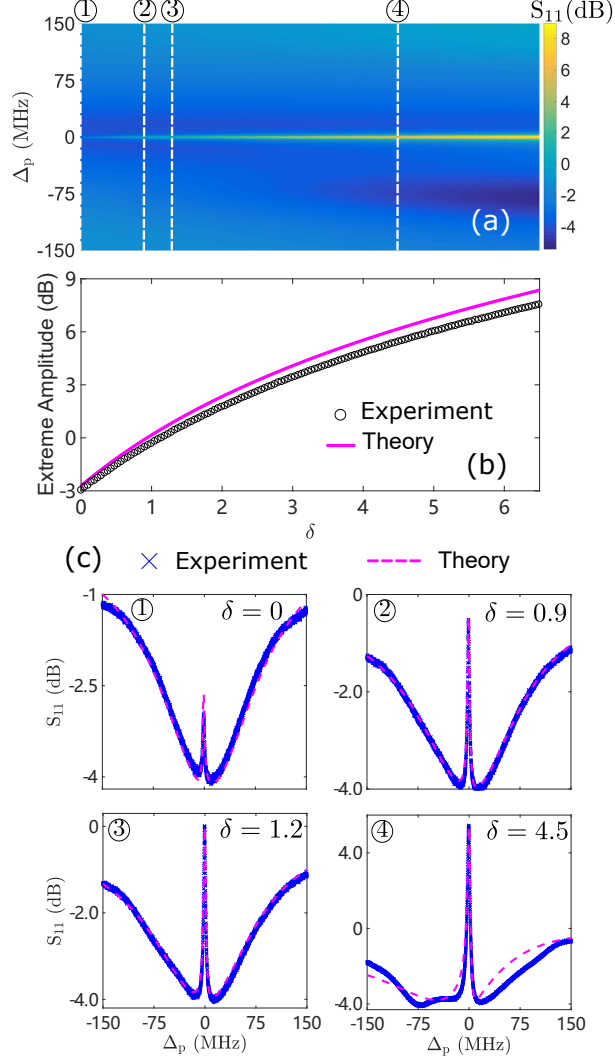 ① ② ③ ④ S₁₁(dB)
150
75
0
-75
-150
Δₚ (MHz)
8
6
4
2
0
-2
-4
(a)
9
6
3
0
-3
Extreme Amplitude (dB)
Experiment
Theory
(b)
0 1 2 3 4 5 6
δ
(c) Experiment Theory
① δ = 0
-1
-2.5
-4
S₁₁ (dB)
② δ = 0.9
0
-2.0
-4.0
③ δ = 1.2
0
-2.0
-4.0
S₁₁ (dB)
-150 -75 0 75 150
Δₚ (MHz)
④ δ = 4.5
4.0
0
-4.0
-150 -75 0 75 150
Δₚ (MHz)